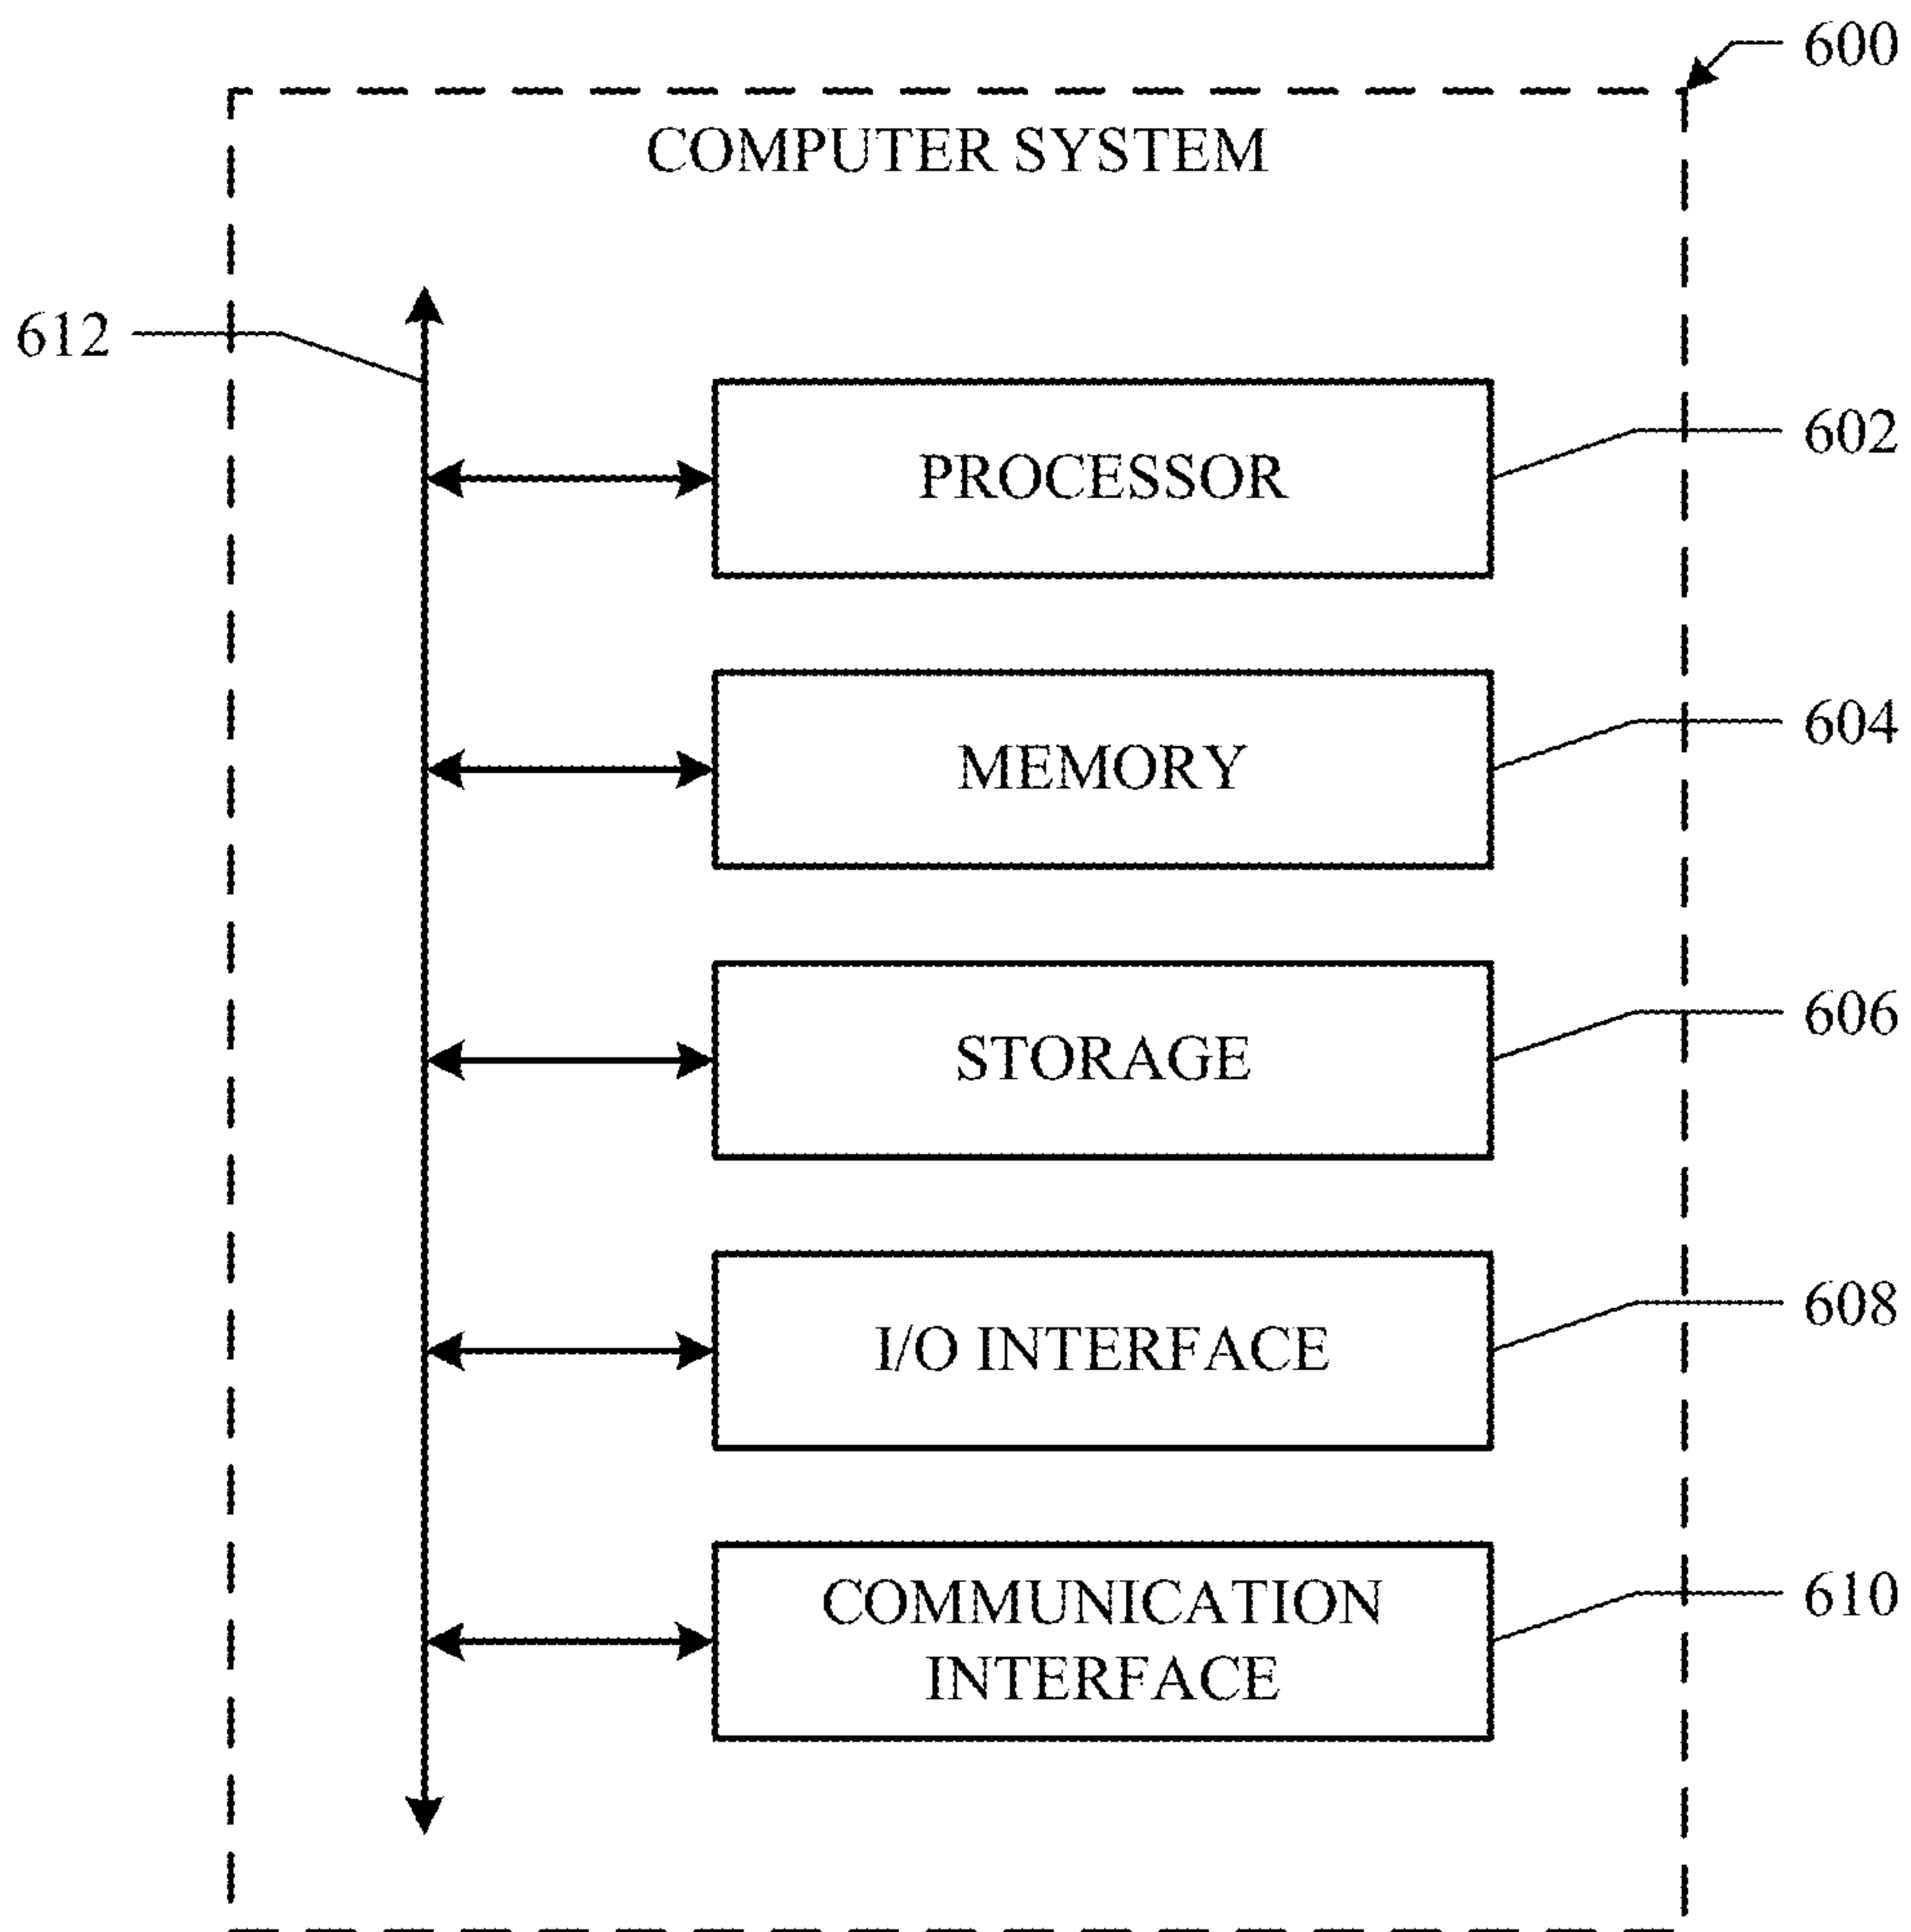 600
COMPUTER SYSTEM
612
PROCESSOR
602
MEMORY
604
STORAGE
606
I/O INTERFACE
608
COMMUNICATION
INTERFACE
610